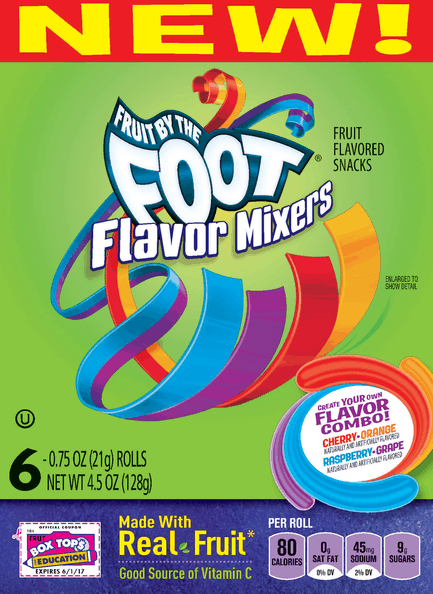 NEW!
FRUIT BY THE
FOOT®
Flavor Mixers
FRUIT
FLAVORED
SNACKS
ENLARGED TO
SHOW DETAIL
CREATE YOUR OWN
FLAVOR
COMBO!
CHERRY-ORANGE
NATURALLY AND ARTIFICIALLY FLAVORED
RASPBERRY-GRAPE
NATURALLY AND ARTIFICIALLY FLAVORED
U
6 - 0.75 OZ (21g) ROLLS
NET WT 4.5 OZ (128g)
OFFICIAL COUPON
FRUT
BOX TOPS
EDUCATION
EXPIRES 6/1/17
Made With
Real Fruit*
Good Source of Vitamin C
PER ROLL
80
CALORIES
0g
SAT FAT
0% DV
45mg
SODIUM
2% DV
9g
SUGARS